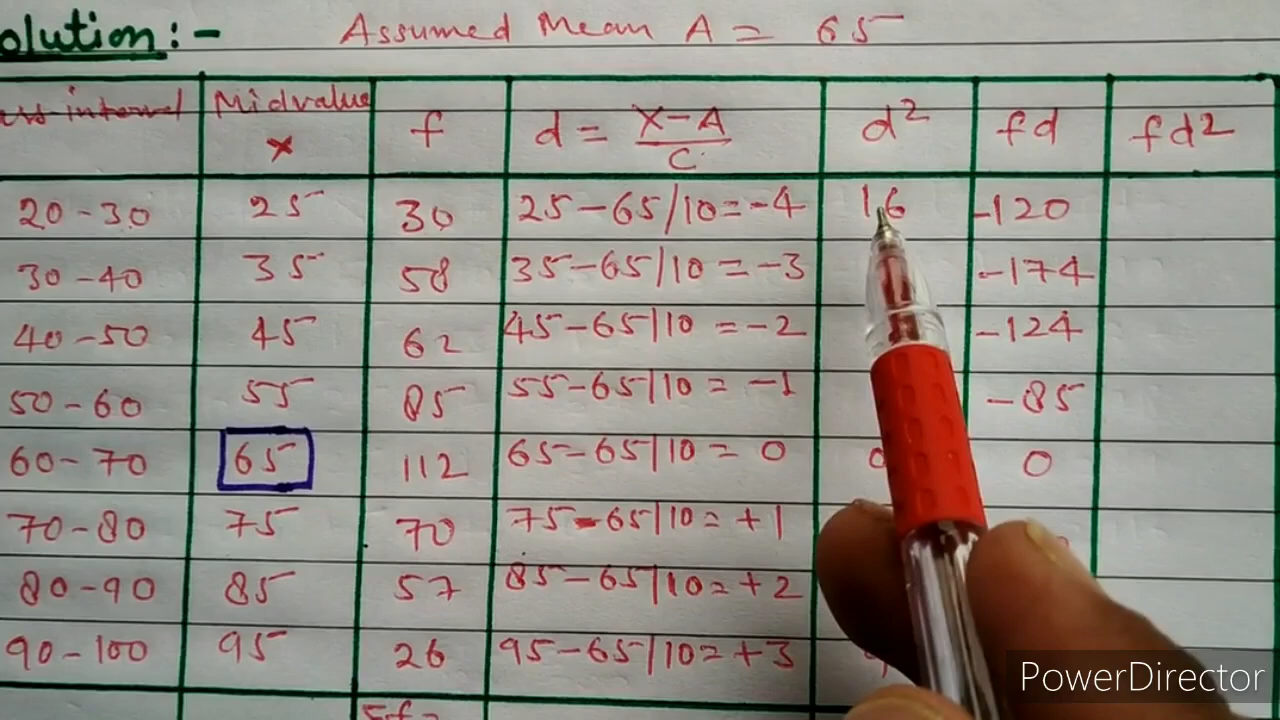 olution:-
Assumed Mean A = 65
Midvalue x f d = X-A/C d² fd fd2
20-30 25 30 25-65/10=-4 16 -120
30-40 35 58 35-65/10=-3 -174
40-50 45 62 45-65/10=-2 -124
50-60 55 85 55-65/10=-1 -85
60-70 65 112 65-65/10=0 0
70-80 75 70 75-65/10=+1
80-90 85 57 85-65/10=+2
90-100 95 26 95-65/10=+3
PowerDirector